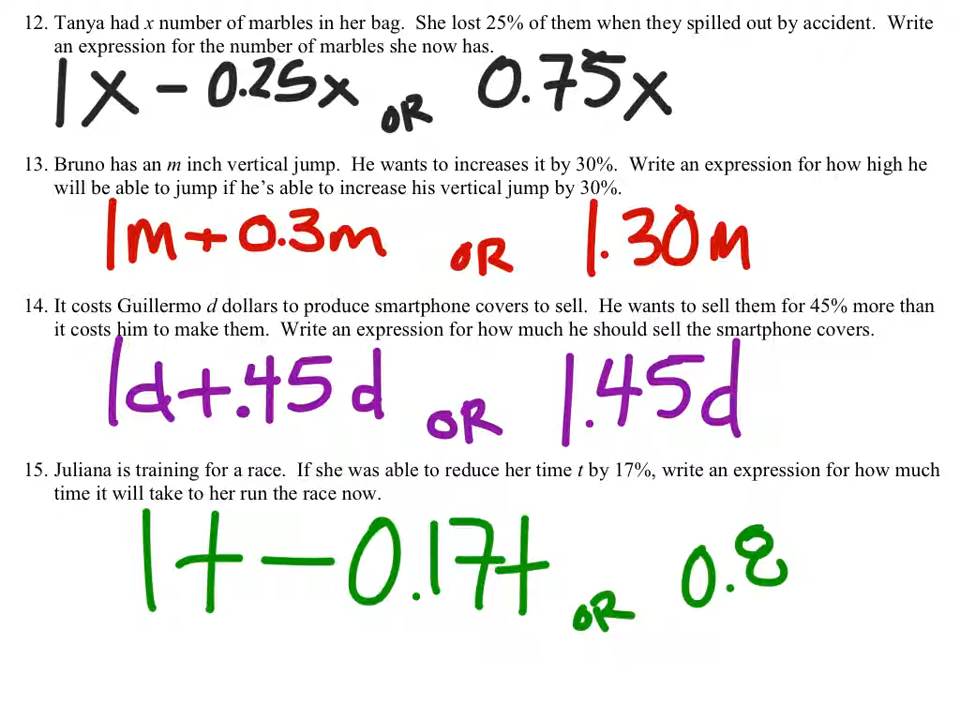 12. Tanya had x number of marbles in her bag. She lost 25% of them when they spilled out by accident. Write
an expression for the number of marbles she now has.
1x - 0.25x OR 0.75x
13. Bruno has an m inch vertical jump. He wants to increases it by 30%. Write an expression for how high he
will be able to jump if he's able to increase his vertical jump by 30%.
1m + 0.3m OR 1.30m
14. It costs Guillermo d dollars to produce smartphone covers to sell. He wants to sell them for 45% more than
it costs him to make them. Write an expression for how much he should sell the smartphone covers.
1d + .45d OR 1.45d
15. Juliana is training for a race. If she was able to reduce her time t by 17%, write an expression for how much
time it will take to her run the race now.
1t - 0.17t OR 0.8